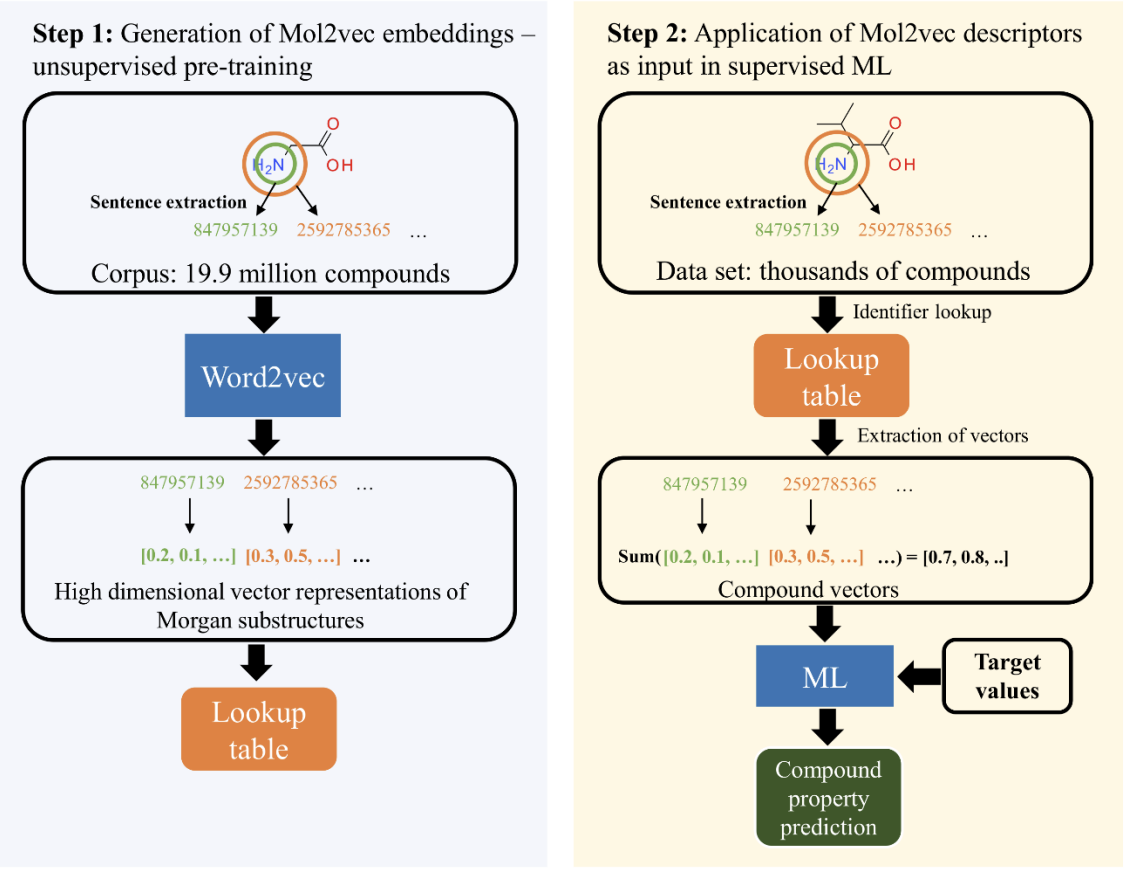 Step 1: Generation of Mol2vec embeddings –
unsupervised pre-training
O
H2N
OH
Sentence extraction
847957139 2592785365 ...
Corpus: 19.9 million compounds
Word2vec
847957139 2592785365 ...
[0.2, 0.1, ...] [0.3, 0.5, ...] ...
High dimensional vector representations of
Morgan substructures
Lookup
table
Step 2: Application of Mol2vec descriptors
as input in supervised ML
O
H2N
OH
Sentence extraction
847957139 2592785365 ...
Data set: thousands of compounds
Identifier lookup
Lookup
table
Extraction of vectors
847957139 2592785365 ...
Sum([0.2, 0.1, ...] [0.3, 0.5, ...] ...) = [0.7, 0.8, ..]
Compound vectors
ML
Target
values
Compound
property
prediction